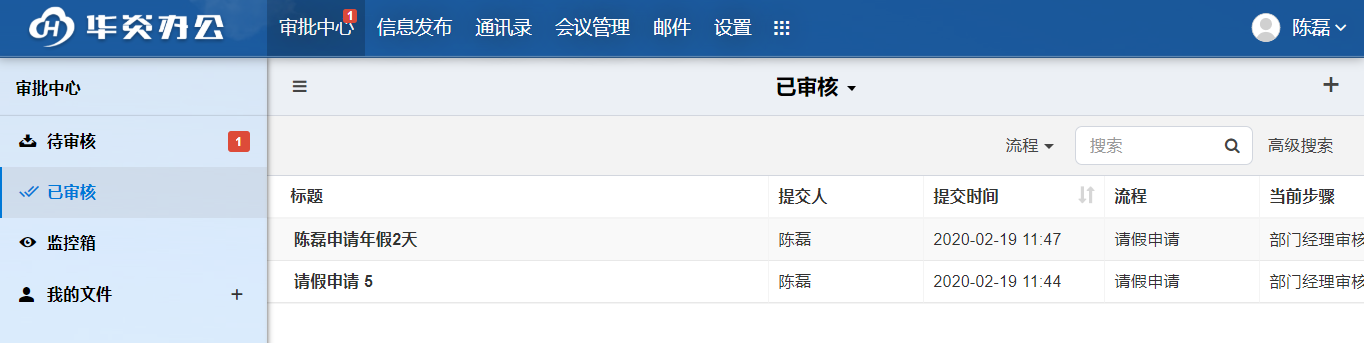 华炎办公 审批中心 1 信息发布 通讯录 会议管理 邮件 设置 陈磊
审批中心 已审核
待审核 1 流程 搜索 高级搜索
已审核 标题 提交人 提交时间 流程 当前步骤
监控箱 陈磊申请年假2天 陈磊 2020-02-19 11:47 请假申请 部门经理审核
我的文件 请假申请 5 陈磊 2020-02-19 11:44 请假申请 部门经理审核